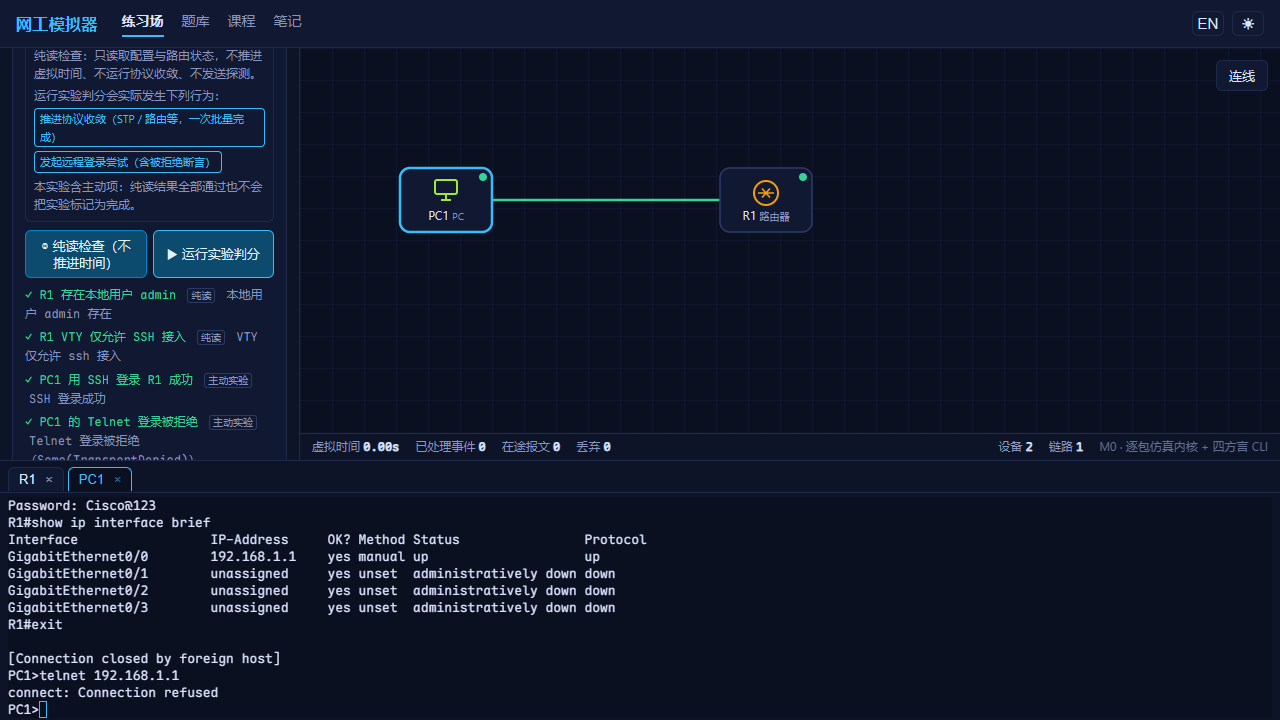 网工模拟器 练习场 题库 课程 笔记 EN
纯读检查：只读取配置与路由状态，不推进
虚拟时间、不运行协议收敛、不发送探测。
运行实验判分会实际发生下列行为：
推进协议收敛（STP / 路由等，一次批量完
成）
发起远程登录尝试（含被拒绝断言）
本实验含主动项：纯读结果全部通过也不会
把实验标记为完成。
纯读检查（不
推进时间）
▶ 运行实验判分
✓ R1 存在本地用户 admin 纯读 本地用
户 admin 存在
✓ R1 VTY 仅允许 SSH 接入 纯读 VTY
仅允许 ssh 接入
✓ PC1 用 SSH 登录 R1 成功 主动实验
SSH 登录成功
✓ PC1 的 Telnet 登录被拒绝 主动实验
Telnet 登录被拒绝
(Some(TransportDenied))
连线
PC1 PC
R1 路由器
虚拟时间 0.00s 已处理事件 0 在途报文 0 丢弃 0 设备 2 链路 1 M0 · 逐包仿真内核 + 四方言 CLI
R1 × PC1 ×
Password: Cisco@123
R1#show ip interface brief
Interface IP-Address OK? Method Status Protocol
GigabitEthernet0/0 192.168.1.1 yes manual up up
GigabitEthernet0/1 unassigned yes unset administratively down down
GigabitEthernet0/2 unassigned yes unset administratively down down
GigabitEthernet0/3 unassigned yes unset administratively down down
R1#exit
[Connection closed by foreign host]
PC1>telnet 192.168.1.1
connect: Connection refused
PC1>